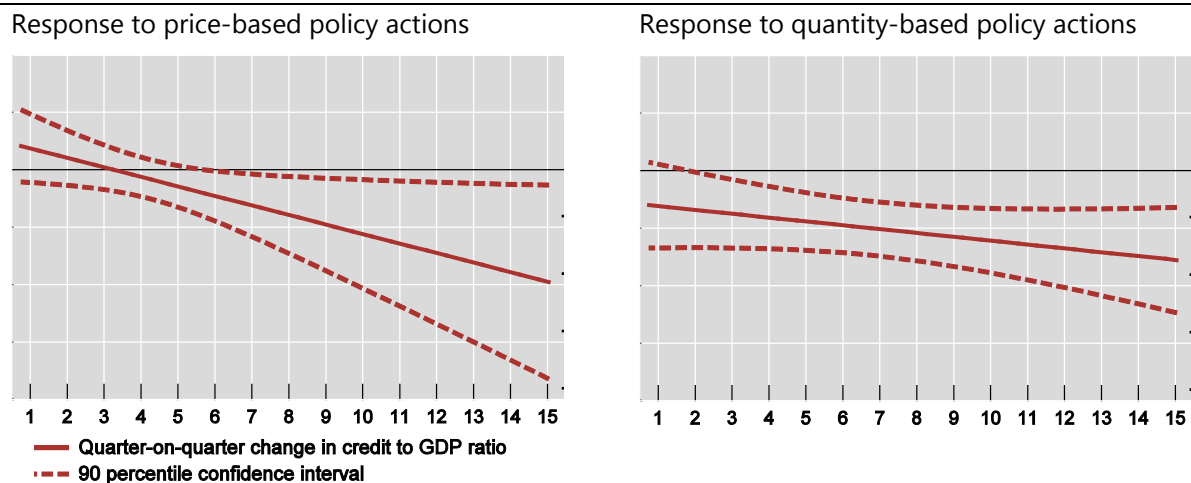 Response to price-based policy actions
Response to quantity-based policy actions
1 2 3 4 5 6 7 8 9 10 11 12 13 14 15
1 2 3 4 5 6 7 8 9 10 11 12 13 14 15
Quarter-on-quarter change in credit to GDP ratio
90 percentile confidence interval